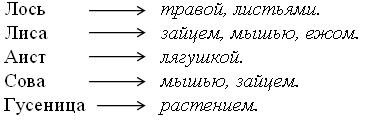 Лось ⟶ травой, листьями.
Лиса ⟶ зайцем, мышью, ежом.
Аист ⟶ лягушкой.
Сова ⟶ мышью, зайцем.
Гусеница ⟶ растением.